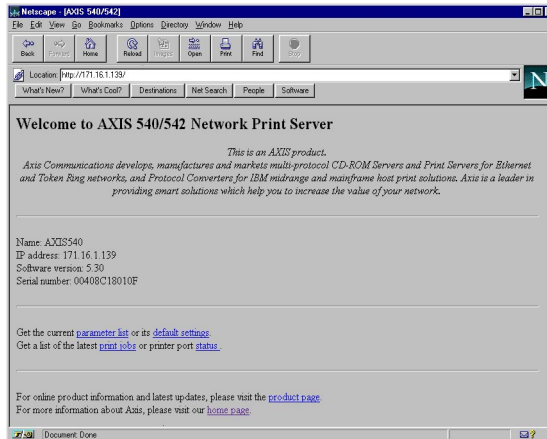 Netscape - [AXIS 540/542]
File Edit View Go Bookmarks Options Directory Window Help
Back Forward Home Reload Images Open Print Find Stop
Location: http://171.16.1.139/
What's New? What's Cool? Destinations Net Search People Software
N
Welcome to AXIS 540/542 Network Print Server
This is an AXIS product.
Axis Communications develops, manufactures and markets multi-protocol CD-ROM Servers and Print Servers for Ethernet
and Token Ring networks, and Protocol Converters for IBM midrange and mainframe host print solutions. Axis is a leader in
providing smart solutions which help you to increase the value of your network.
Name: AXIS540
IP address: 171.16.1.139
Software version: 5.30
Serial number: 00408C18010F
Get the current parameter list or its default settings.
Get a list of the latest print jobs or printer port status .
For online product information and latest updates, please visit the product page.
For more information about Axis, please visit our home page.
Document: Done